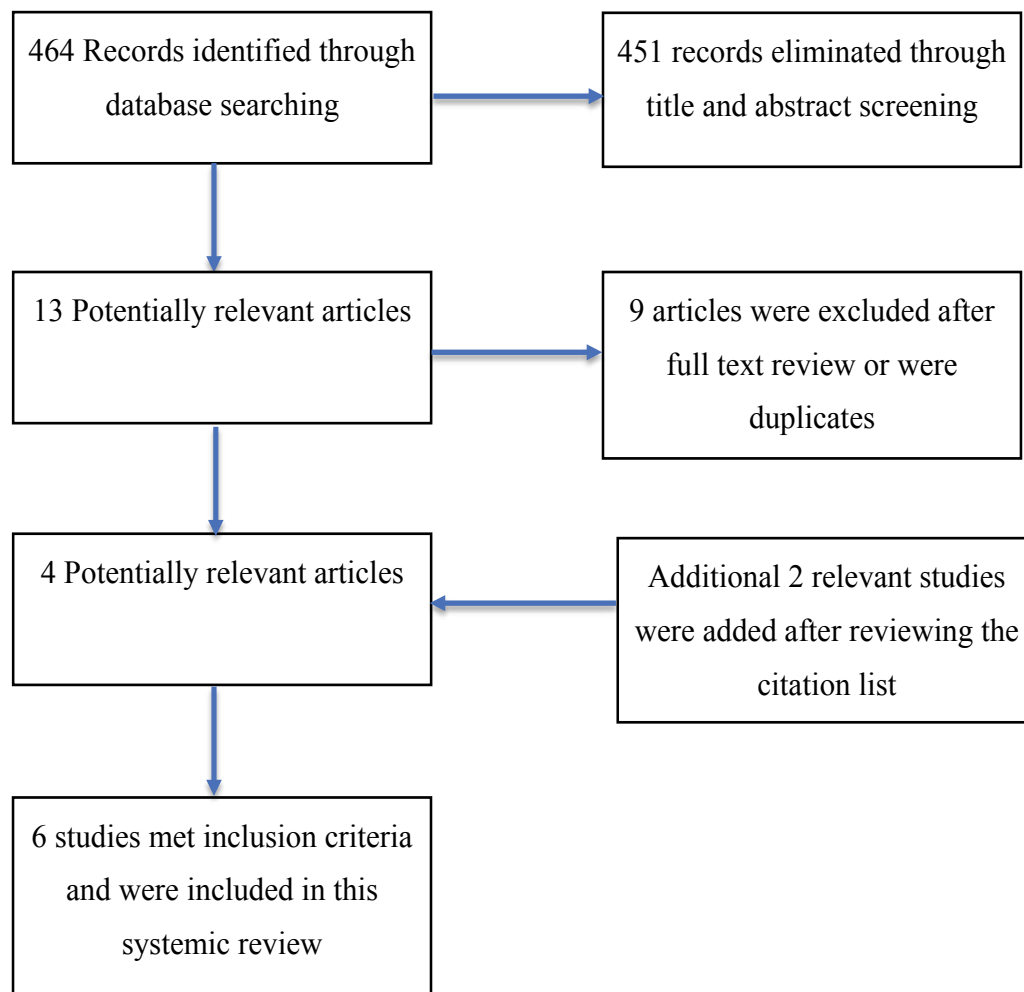 464 Records identified through
database searching
451 records eliminated through
title and abstract screening
13 Potentially relevant articles
9 articles were excluded after
full text review or were
duplicates
4 Potentially relevant articles
Additional 2 relevant studies
were added after reviewing the
citation list
6 studies met inclusion criteria
and were included in this
systemic review